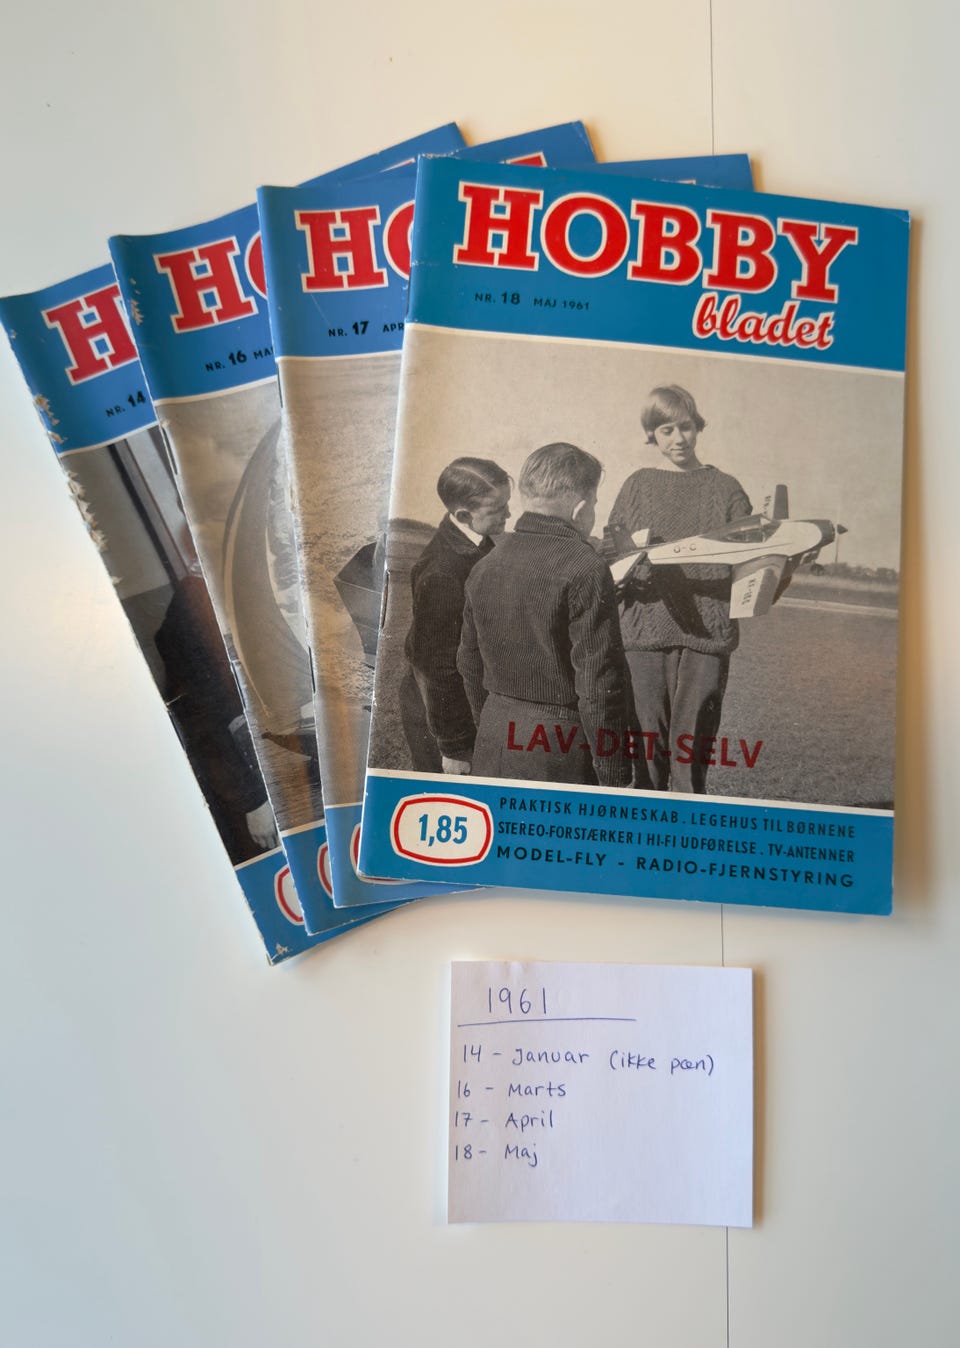 H
NR. 14
HO
NR. 16 MA
HO
NR. 17 APR
HOBBY
bladet
NR. 18 MAJ 1961
LAV-DET-SELV
1,85
PRAKTISK HJØRNESKAB. LEGEHUS TIL BØRNENE
STEREO-FORSTÆRKER I HI-FI UDFØRELSE. TV-ANTENNER
MODEL-FLY - RADIO-FJERNSTYRING
1961
14 - Januar (ikke pæn)
16 - Marts
17 - April
18 - Maj